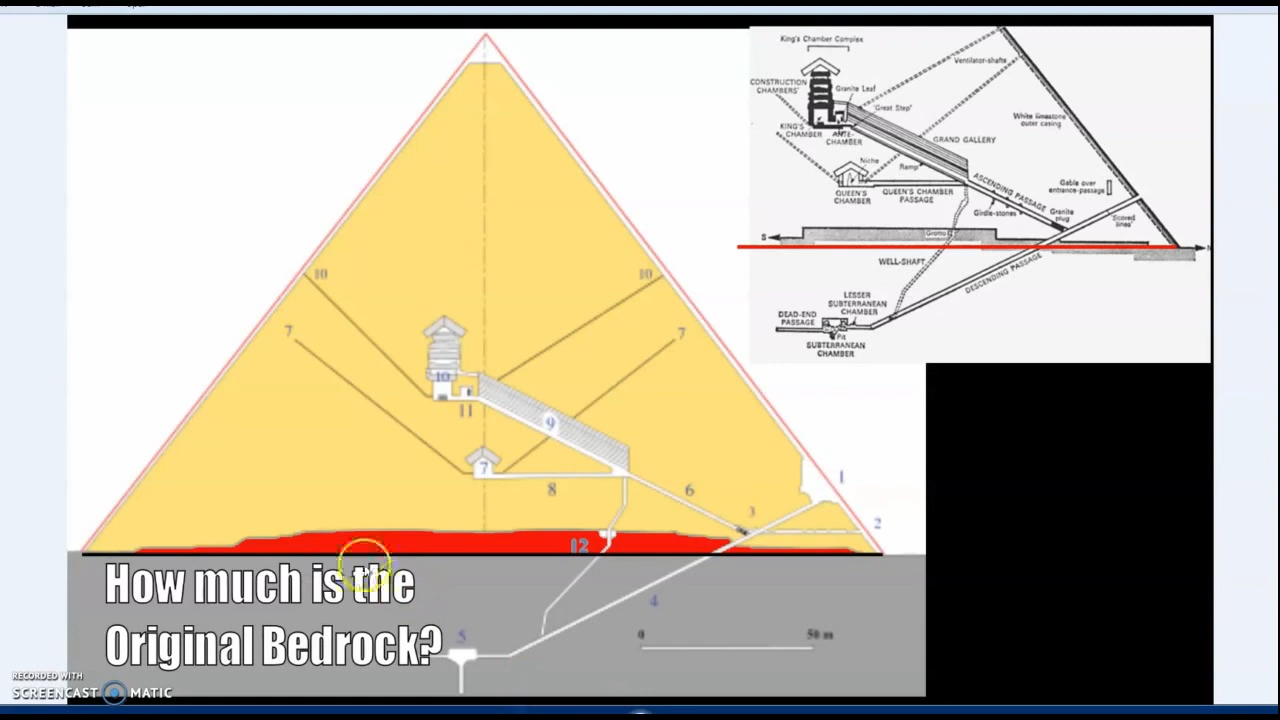 King's Chamber Complex
CONSTRUCTION
CHAMBERS'
Granite Leaf
'Great Step'
Ventilator-shafts
KING'S
CHAMBER
ANTE-
CHAMBER
White limestone
outer casing
GRAND GALLERY
Niche
Ramp
QUEEN'S
CHAMBER
QUEEN'S CHAMBER
PASSAGE
ASCENDING PASSAGE
Gable over
entrance-passage
Girdle-stones
Granite
plug
'Scored
lines'
S
Grotto
N
WELL-SHAFT
DESCENDING PASSAGE
LESSER
SUBTERRANEAN
CHAMBER
DEAD-END
PASSAGE
Pit
SUBTERRANEAN
CHAMBER
10
10
7
7
10
11
9
7
8
6
1
3
2
12
4
5
0
50 m
How much is the
Original Bedrock?
RECORDED WITH
SCREENCAST MATIC